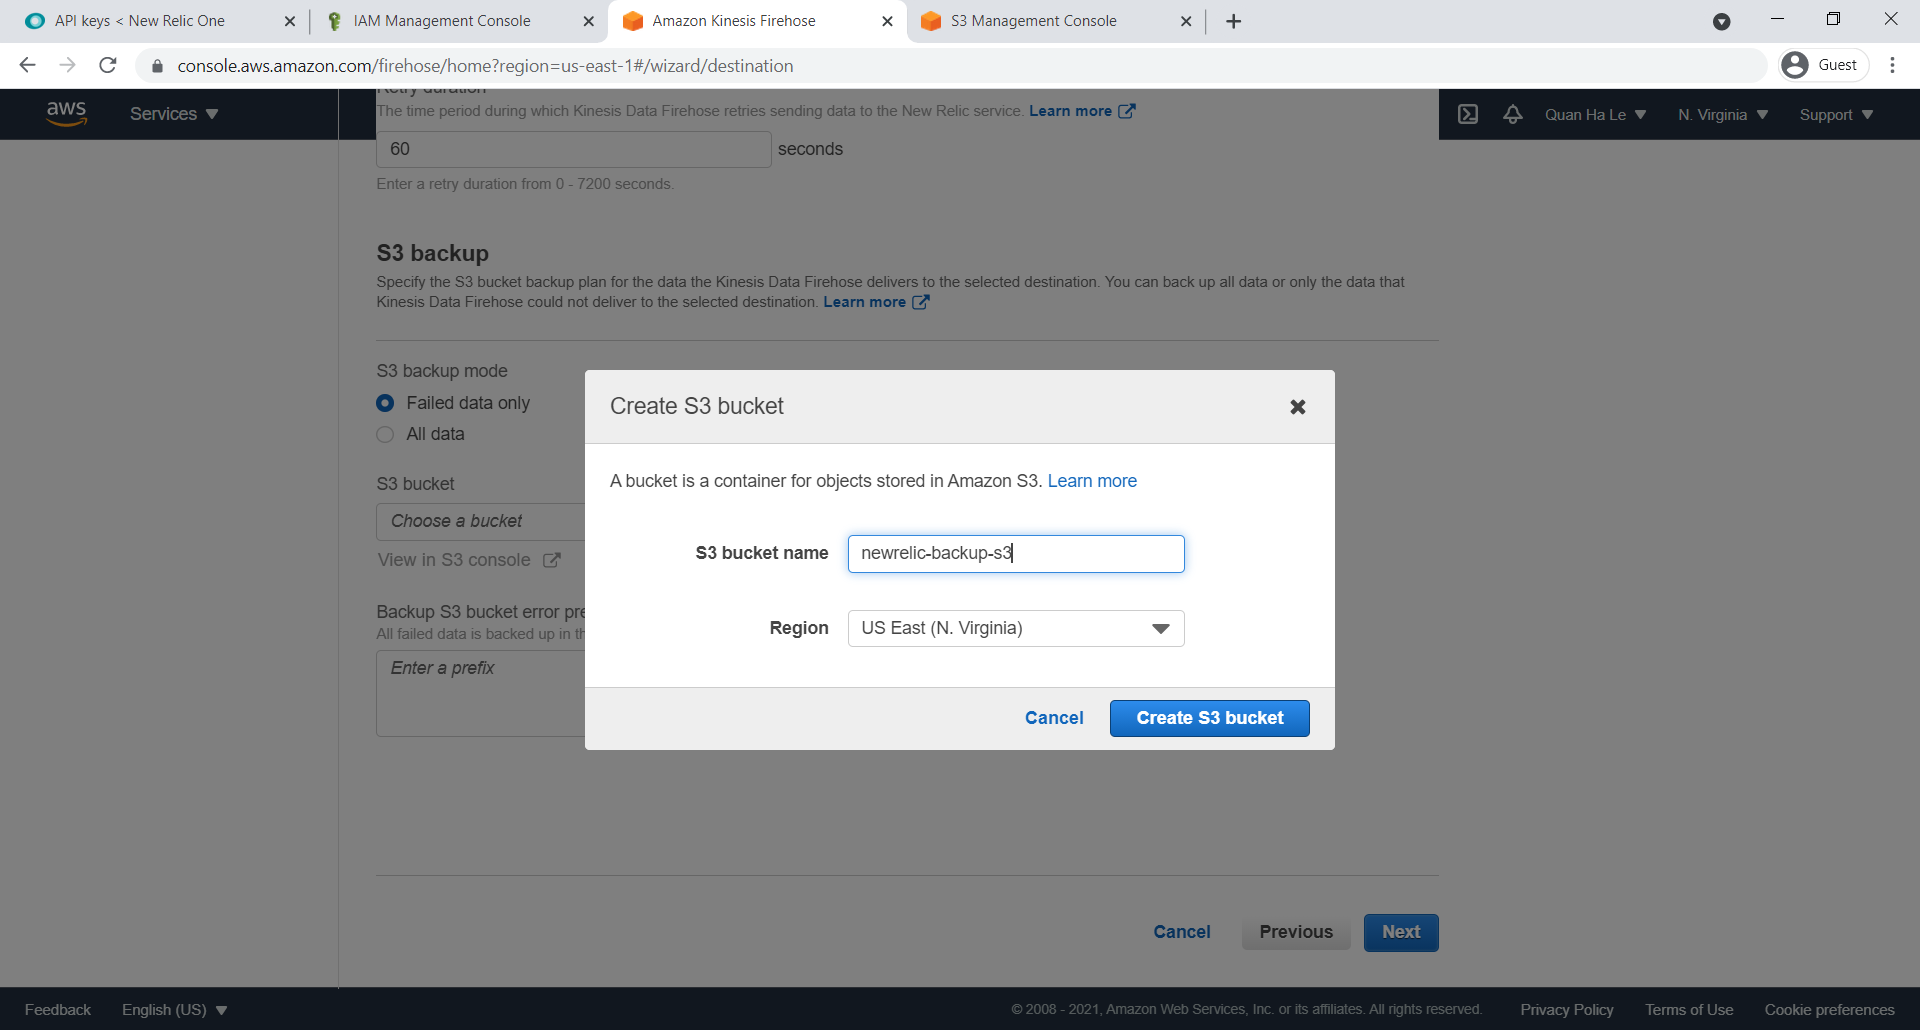 API keys < New Relic One
IAM Management Console
Amazon Kinesis Firehose
S3 Management Console
console.aws.amazon.com/firehose/home?region=us-east-1#/wizard/destination
Guest
aws
Services
Retry duration
The time period during which Kinesis Data Firehose retries sending data to the New Relic service. Learn more
Quan Ha Le
N. Virginia
Support
60
seconds
Enter a retry duration from 0 - 7200 seconds.
S3 backup
Specify the S3 bucket backup plan for the data the Kinesis Data Firehose delivers to the selected destination. You can back up all data or only the data that
Kinesis Data Firehose could not deliver to the selected destination. Learn more
S3 backup mode
Failed data only
All data
S3 bucket
Choose a bucket
View in S3 console
Backup S3 bucket error pre
All failed data is backed up in th
Enter a prefix
Create S3 bucket
A bucket is a container for objects stored in Amazon S3. Learn more
S3 bucket name
newrelic-backup-s3
Region
US East (N. Virginia)
Cancel
Create S3 bucket
Cancel
Previous
Next
Feedback
English (US)
© 2008 - 2021, Amazon Web Services, Inc. or its affiliates. All rights reserved.
Privacy Policy
Terms of Use
Cookie preferences